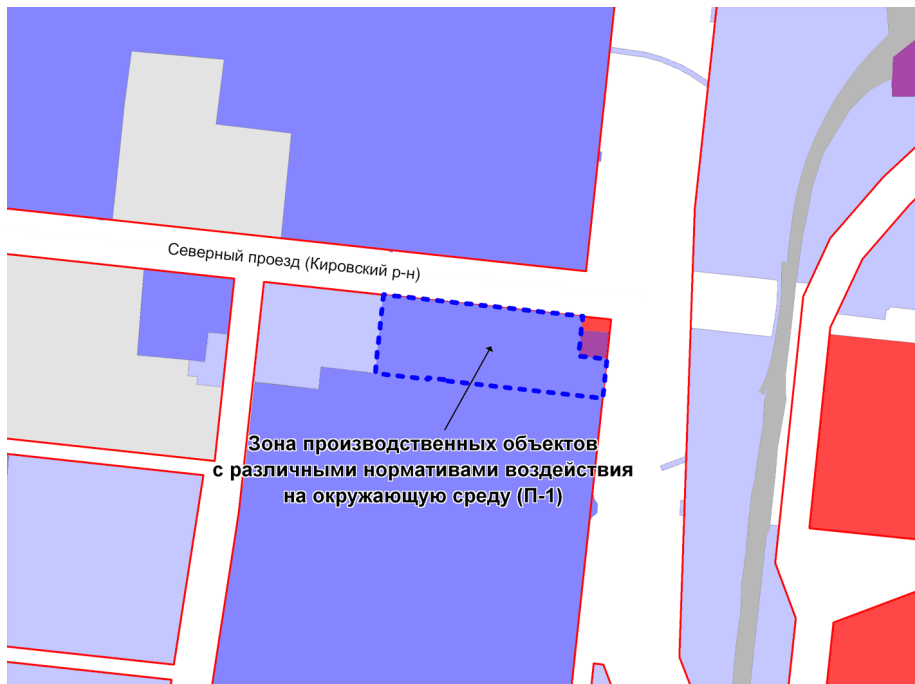 Северный проезд (Кировский р-н)
Зона производственных объектов
с различными нормативами воздействия
на окружающую среду (П-1)